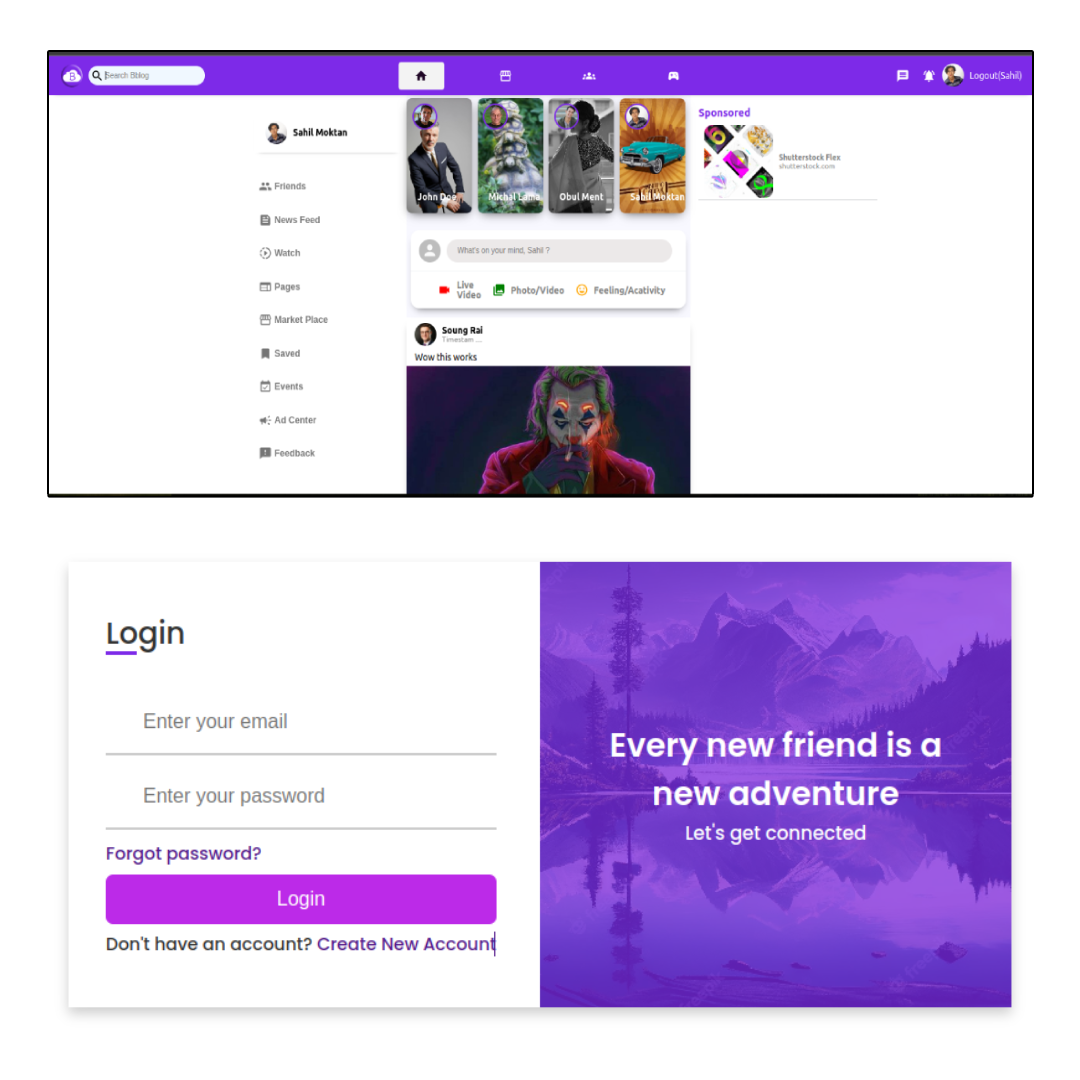 B
Search Biblog
Logout(Sahil)
Sahil Moktan
Friends
News Feed
Watch
Pages
Market Place
Saved
Events
Ad Center
Feedback
John Doe
Michal Lama
Obul Ment
Sahil Moktan
What's on your mind, Sahil ?
Live
Video
Photo/Video
Feeling/Acativity
Soung Rai
Timestam ....
Wow this works
Sponsored
Shutterstock Flex
shutterstock.com
Login
Enter your email
Enter your password
Forgot password?
Login
Don't have an account? Create New Account
Every new friend is a
new adventure
Let's get connected